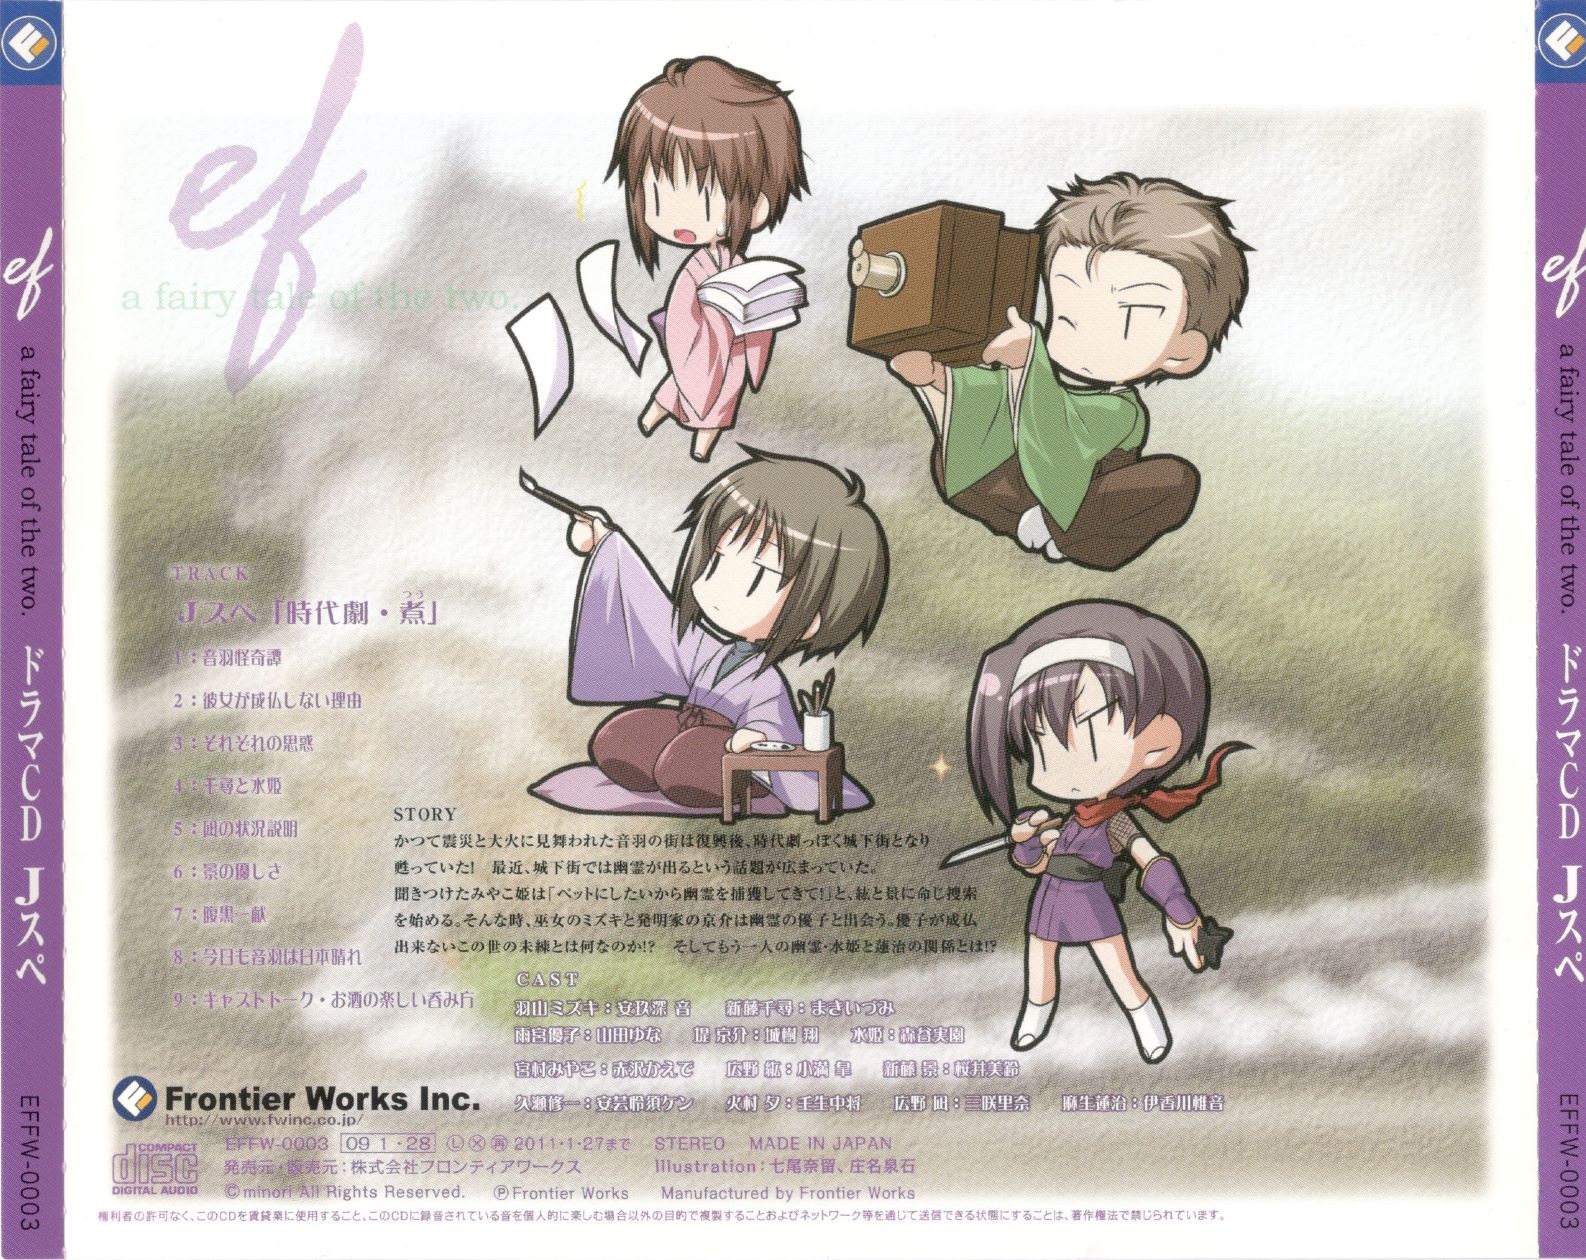 ef
a fairy tale of the two.
ドラマCD Jスペ
EFFW-0003
ef
a fairy tale of the two.
TRACK
Jスペ「時代劇・煮」
つう
1：音羽怪奇譚
2：彼女が成仏しない理由
3：それぞれの思惑
4：千尋と水姫
5：凪の状況説明
6：景の優しさ
7：腹黒一献
8：今日も音羽は日本晴れ
9：キャストトーク・お酒の楽しい呑み方
STORY
かつて震災と大火に見舞われた音羽の街は復興後、時代劇っぽく城下街となり
甦っていた!　最近、城下街では幽霊が出るという話題が広まっていた。
聞きつけたみやこ姫は「ペットにしたいから幽霊を捕獲してきて!」と、紘と景に命じ捜索
を始める。そんな時、巫女のミズキと発明家の京介は幽霊の優子と出会う。優子が成仏
出来ないこの世の未練とは何なのか!?　そしてもう一人の幽霊・水姫と蓮治の関係とは!?
CAST
羽山ミズキ：安玖深 音　新藤千尋：まきいづみ
雨宮優子：山田ゆな　堤 京介：城樹 翔　水姫：森谷実園
宮村みやこ：赤沢かえで　広野 紘：小満 皐　新藤 景：桜井美鈴
久瀬修一：安芸怜須ケン　火村 夕：壬生中将　広野 凪：三咲里奈　麻生蓮治：伊香川椎音
Frontier Works Inc.
http://www.fwinc.co.jp/
COMPACT
disc
DIGITAL AUDIO
EFFW-0003 09 1・28 Ⓛ Ⓧ 再 2011・1・27まで STEREO MADE IN JAPAN
発売元・販売元：株式会社フロンティアワークス Illustration：七尾奈留、庄名泉石
©minori All Rights Reserved. ℗Frontier Works Manufactured by Frontier Works
権利者の許可なく、このCDを賃貸業に使用すること、このCDに録音されている音を個人的に楽しむ場合以外の目的で複製することおよびネットワーク等を通じて送信できる状態にすることは、著作権法で禁じられています。
ef
a fairy tale of the two.
ドラマCD Jスペ
EFFW-0003